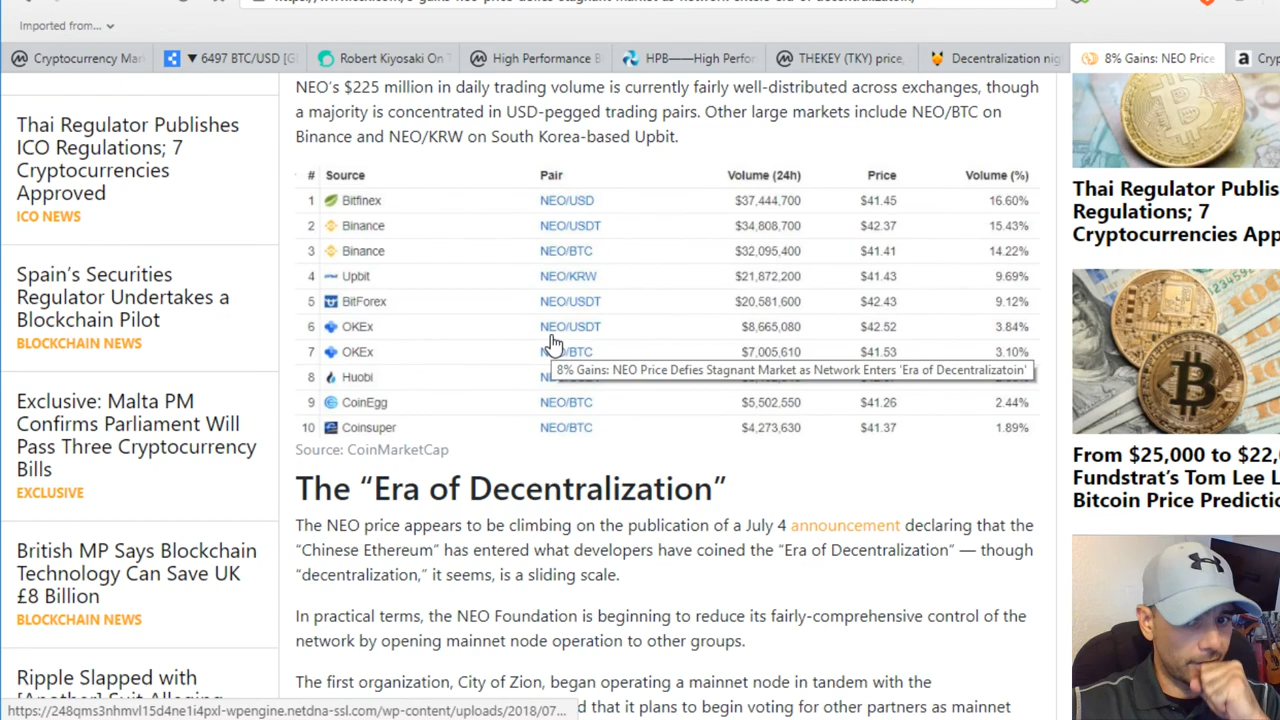 Imported from...
Cryptocurrency Mar
▼ 6497 BTC/USD [G
Robert Kiyosaki On T
High Performance B
HPB——High Perfor
THEKEY (TKY) price,
Decentralization nig
8% Gains: NEO Price
a Cryp
Thai Regulator Publishes
ICO Regulations; 7
Cryptocurrencies
Approved
ICO NEWS
Spain's Securities
Regulator Undertakes a
Blockchain Pilot
BLOCKCHAIN NEWS
Exclusive: Malta PM
Confirms Parliament Will
Pass Three Cryptocurrency
Bills
EXCLUSIVE
British MP Says Blockchain
Technology Can Save UK
£8 Billion
BLOCKCHAIN NEWS
Ripple Slapped with
[Another] Suit Alleging
https://248qms3nhmvl15d4ne1i4pxl-wpengine.netdna-ssl.com/wp-content/uploads/2018/07...
NEO's $225 million in daily trading volume is currently fairly well-distributed across exchanges, though
a majority is concentrated in USD-pegged trading pairs. Other large markets include NEO/BTC on
Binance and NEO/KRW on South Korea-based Upbit.
# Source Pair Volume (24h) Price Volume (%)
1 Bitfinex NEO/USD $37,444,700 $41.45 16.60%
2 Binance NEO/USDT $34,808,700 $42.37 15.43%
3 Binance NEO/BTC $32,095,400 $41.41 14.22%
4 Upbit NEO/KRW $21,872,200 $41.43 9.69%
5 BitForex NEO/USDT $20,581,600 $42.43 9.12%
6 OKEx NEO/USDT $8,665,080 $42.52 3.84%
7 OKEx NEO/BTC $7,005,610 $41.53 3.10%
8% Gains: NEO Price Defies Stagnant Market as Network Enters 'Era of Decentralizatoin'
8 Huobi
9 CoinEgg NEO/BTC $5,502,550 $41.26 2.44%
10 Coinsuper NEO/BTC $4,273,630 $41.37 1.89%
Source: CoinMarketCap
The “Era of Decentralization”
The NEO price appears to be climbing on the publication of a July 4 announcement declaring that the
“Chinese Ethereum” has entered what developers have coined the “Era of Decentralization” — though
“decentralization,” it seems, is a sliding scale.
In practical terms, the NEO Foundation is beginning to reduce its fairly-comprehensive control of the
network by opening mainnet node operation to other groups.
The first organization, City of Zion, began operating a mainnet node in tandem with the
d that it plans to begin voting for other partners as mainnet
Thai Regulator Publis
Regulations; 7
Cryptocurrencies App
From $25,000 to $22,
Fundstrat's Tom Lee L
Bitcoin Price Predictio